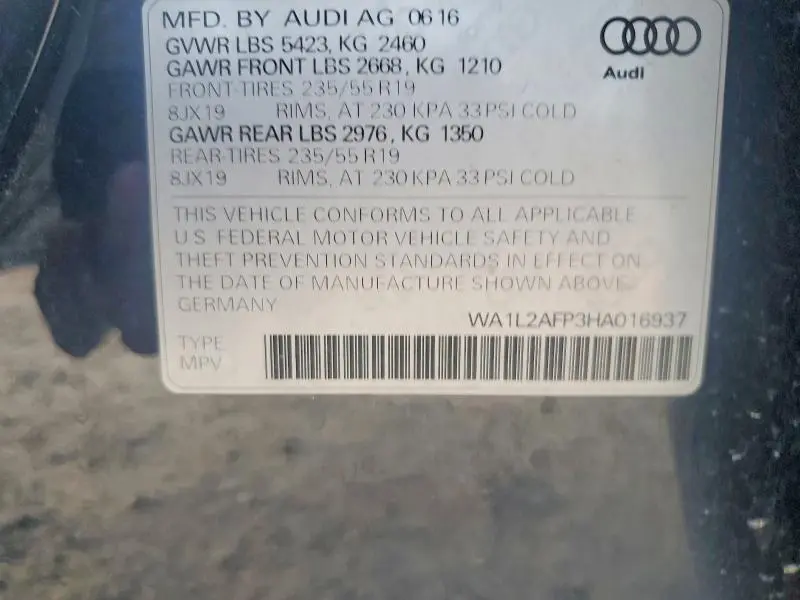 MFD. BY AUDI AG 06 16
GVWR LBS 5423, KG 2460
GAWR FRONT LBS 2668, KG 1210
FRONT-TIRES 235/55 R19
8JX19 RIMS, AT 230 KPA 33 PSI COLD
GAWR REAR LBS 2976, KG 1350
REAR-TIRES 235/55 R19
8JX19 RIMS, AT 230 KPA 33 PSI COLD
Audi
THIS VEHICLE CONFORMS TO ALL APPLICABLE
U.S. FEDERAL MOTOR VEHICLE SAFETY AND
THEFT PREVENTION STANDARDS IN EFFECT ON
THE DATE OF MANUFACTURE SHOWN ABOVE
GERMANY
WA1L2AFP3HA016937
TYPE
MPV